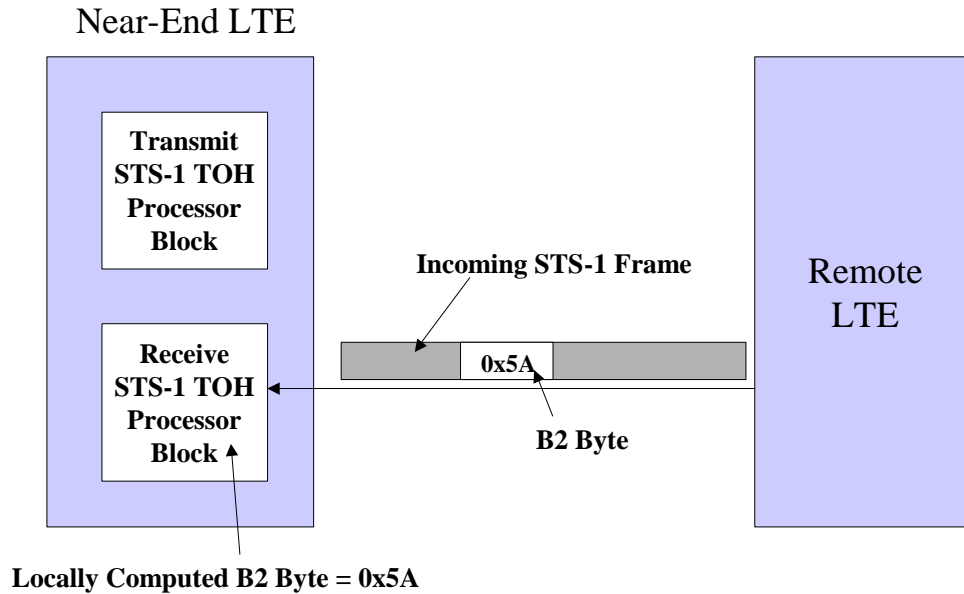 Near-End LTE
Transmit
STS-1 TOH
Processor
Block
Incoming STS-1 Frame
Remote
LTE
Receive
STS-1 TOH
Processor
Block
0x5A
B2 Byte
Locally Computed B2 Byte = 0x5A